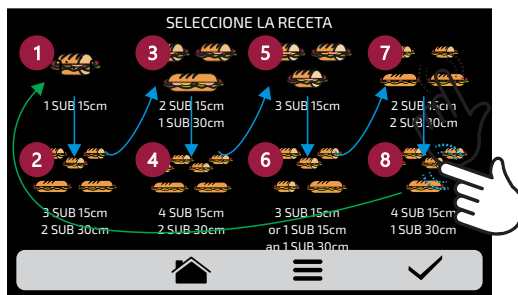 SELECCIONE LA RECETA
1
3
5
7
1 SUB 15cm
2 SUB 15cm
1 SUB 30cm
3 SUB 15cm
2 SUB 15cm
2 SUB 30cm
2
4
6
8
3 SUB 15cm
2 SUB 30cm
4 SUB 15cm
2 SUB 30cm
3 SUB 15cm
or 1 SUB 15cm
an 1 SUB 30cm
4 SUB 15cm
1 SUB 30cm